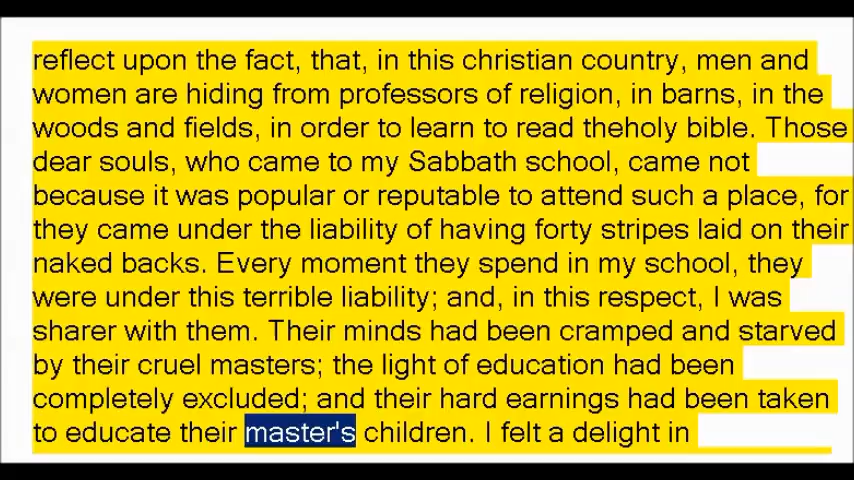 reflect upon the fact, that, in this christian country, men and
women are hiding from professors of religion, in barns, in the
woods and fields, in order to learn to read theholy bible. Those
dear souls, who came to my Sabbath school, came not
because it was popular or reputable to attend such a place, for
they came under the liability of having forty stripes laid on their
naked backs. Every moment they spend in my school, they
were under this terrible liability; and, in this respect, I was
sharer with them. Their minds had been cramped and starved
by their cruel masters; the light of education had been
completely excluded; and their hard earnings had been taken
to educate their master's children. I felt a delight in